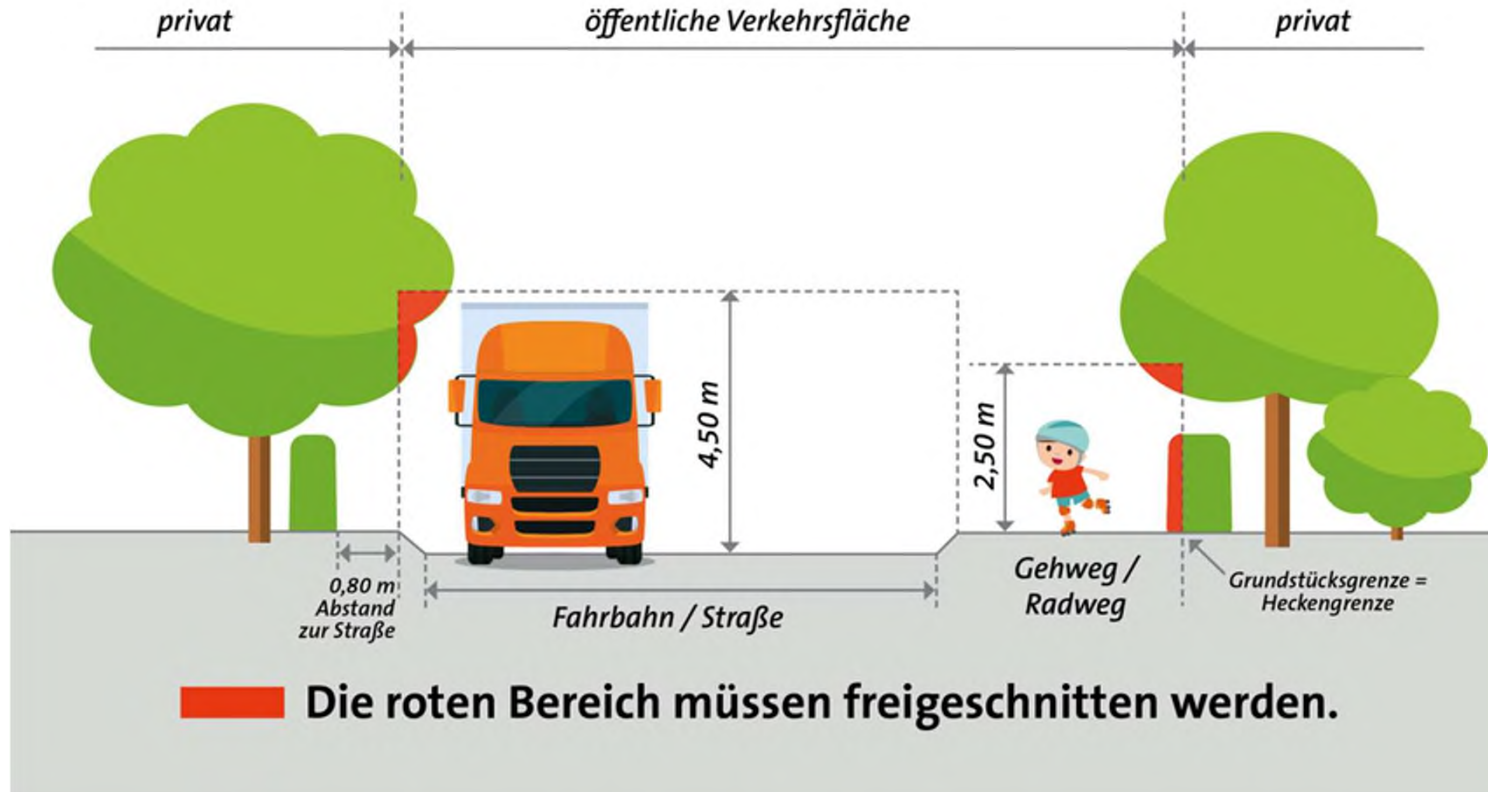 privat
öffentliche Verkehrsfläche
privat
4,50 m
2,50 m
0,80 m
Abstand
zur Straße
Fahrbahn / Straße
Gehweg /
Radweg
Grundstücksgrenze =
Heckengrenze
Die roten Bereich müssen freigeschnitten werden.